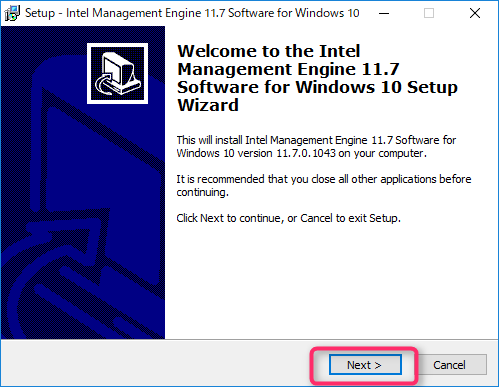 Setup - Intel Management Engine 11.7 Software for Windows 10
Welcome to the Intel
Management Engine 11.7
Software for Windows 10 Setup
Wizard
This will install Intel Management Engine 11.7 Software for
Windows 10 version 11.7.0.1043 on your computer.
It is recommended that you close all other applications before
continuing.
Click Next to continue, or Cancel to exit Setup.
Next >
Cancel